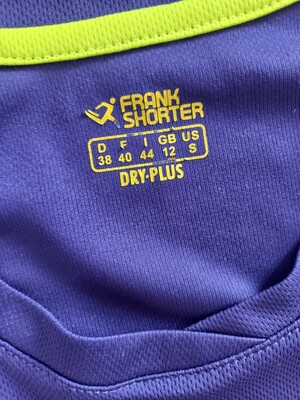 FRANK
SHORTER
D F I GB US
38 40 44 12 S
DRY-PLUS